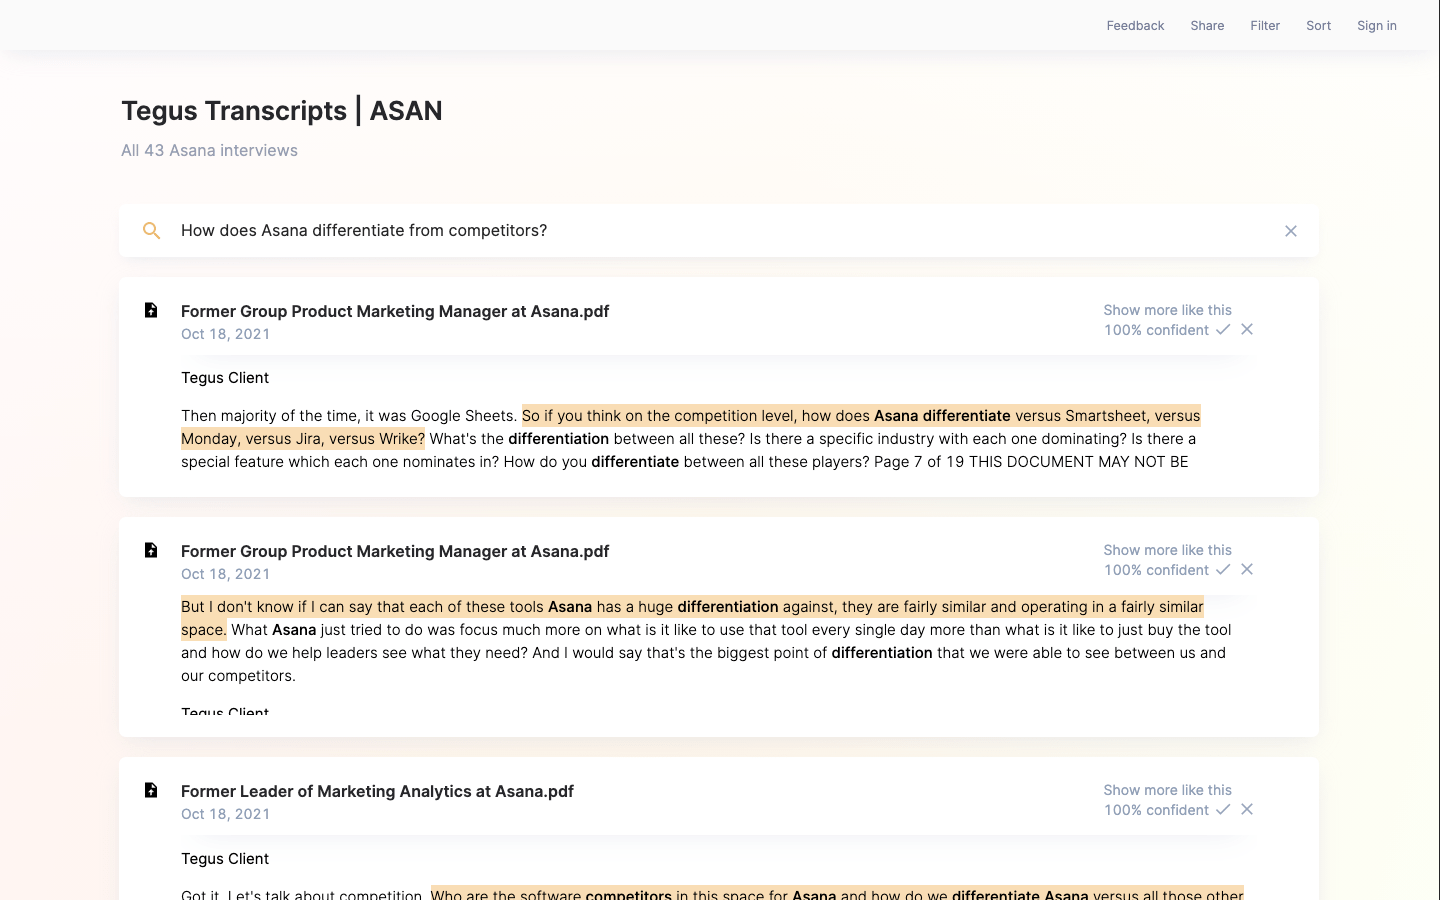 Feedback Share Filter Sort Sign in
Tegus Transcripts | ASAN
All 43 Asana interviews
How does Asana differentiate from competitors?
Former Group Product Marketing Manager at Asana.pdf
Oct 18, 2021
Show more like this
100% confident
Tegus Client
Then majority of the time, it was Google Sheets. So if you think on the competition level, how does Asana differentiate versus Smartsheet, versus
Monday, versus Jira, versus Wrike? What's the differentiation between all these? Is there a specific industry with each one dominating? Is there a
special feature which each one nominates in? How do you differentiate between all these players? Page 7 of 19 THIS DOCUMENT MAY NOT BE
Former Group Product Marketing Manager at Asana.pdf
Oct 18, 2021
Show more like this
100% confident
But I don't know if I can say that each of these tools Asana has a huge differentiation against, they are fairly similar and operating in a fairly similar
space. What Asana just tried to do was focus much more on what is it like to use that tool every single day more than what is it like to just buy the tool
and how do we help leaders see what they need? And I would say that's the biggest point of differentiation that we were able to see between us and
our competitors.
Tegus Client
Former Leader of Marketing Analytics at Asana.pdf
Oct 18, 2021
Show more like this
100% confident
Tegus Client
Got it. Let's talk about competition. Who are the software competitors in this space for Asana and how do we differentiate Asana versus all those other